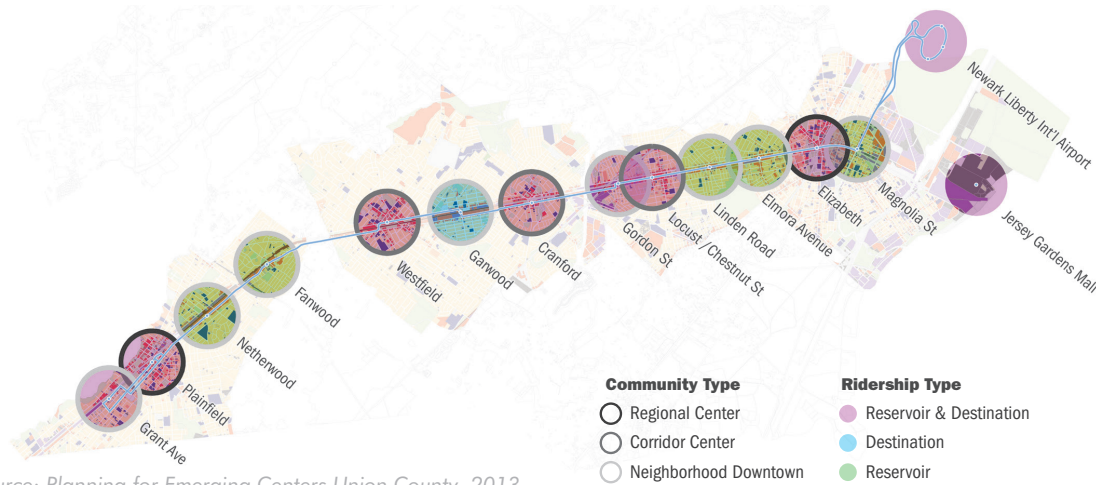 Newark Liberty Int'l Airport
Jersey Gardens Mall
Magnolia St
Elizabeth
Elmora Avenue
Linden Road
Locust //Chestnut St
Gordon St
Cranford
Garwood
Westfield
Fanwood
Netherwood
Plainfield
Grant Ave
Community Type
Regional Center
Corridor Center
Neighborhood Downtown
Ridership Type
Reservoir & Destination
Destination
Reservoir
urce: Planning for Emerging Centers Union County, 2013